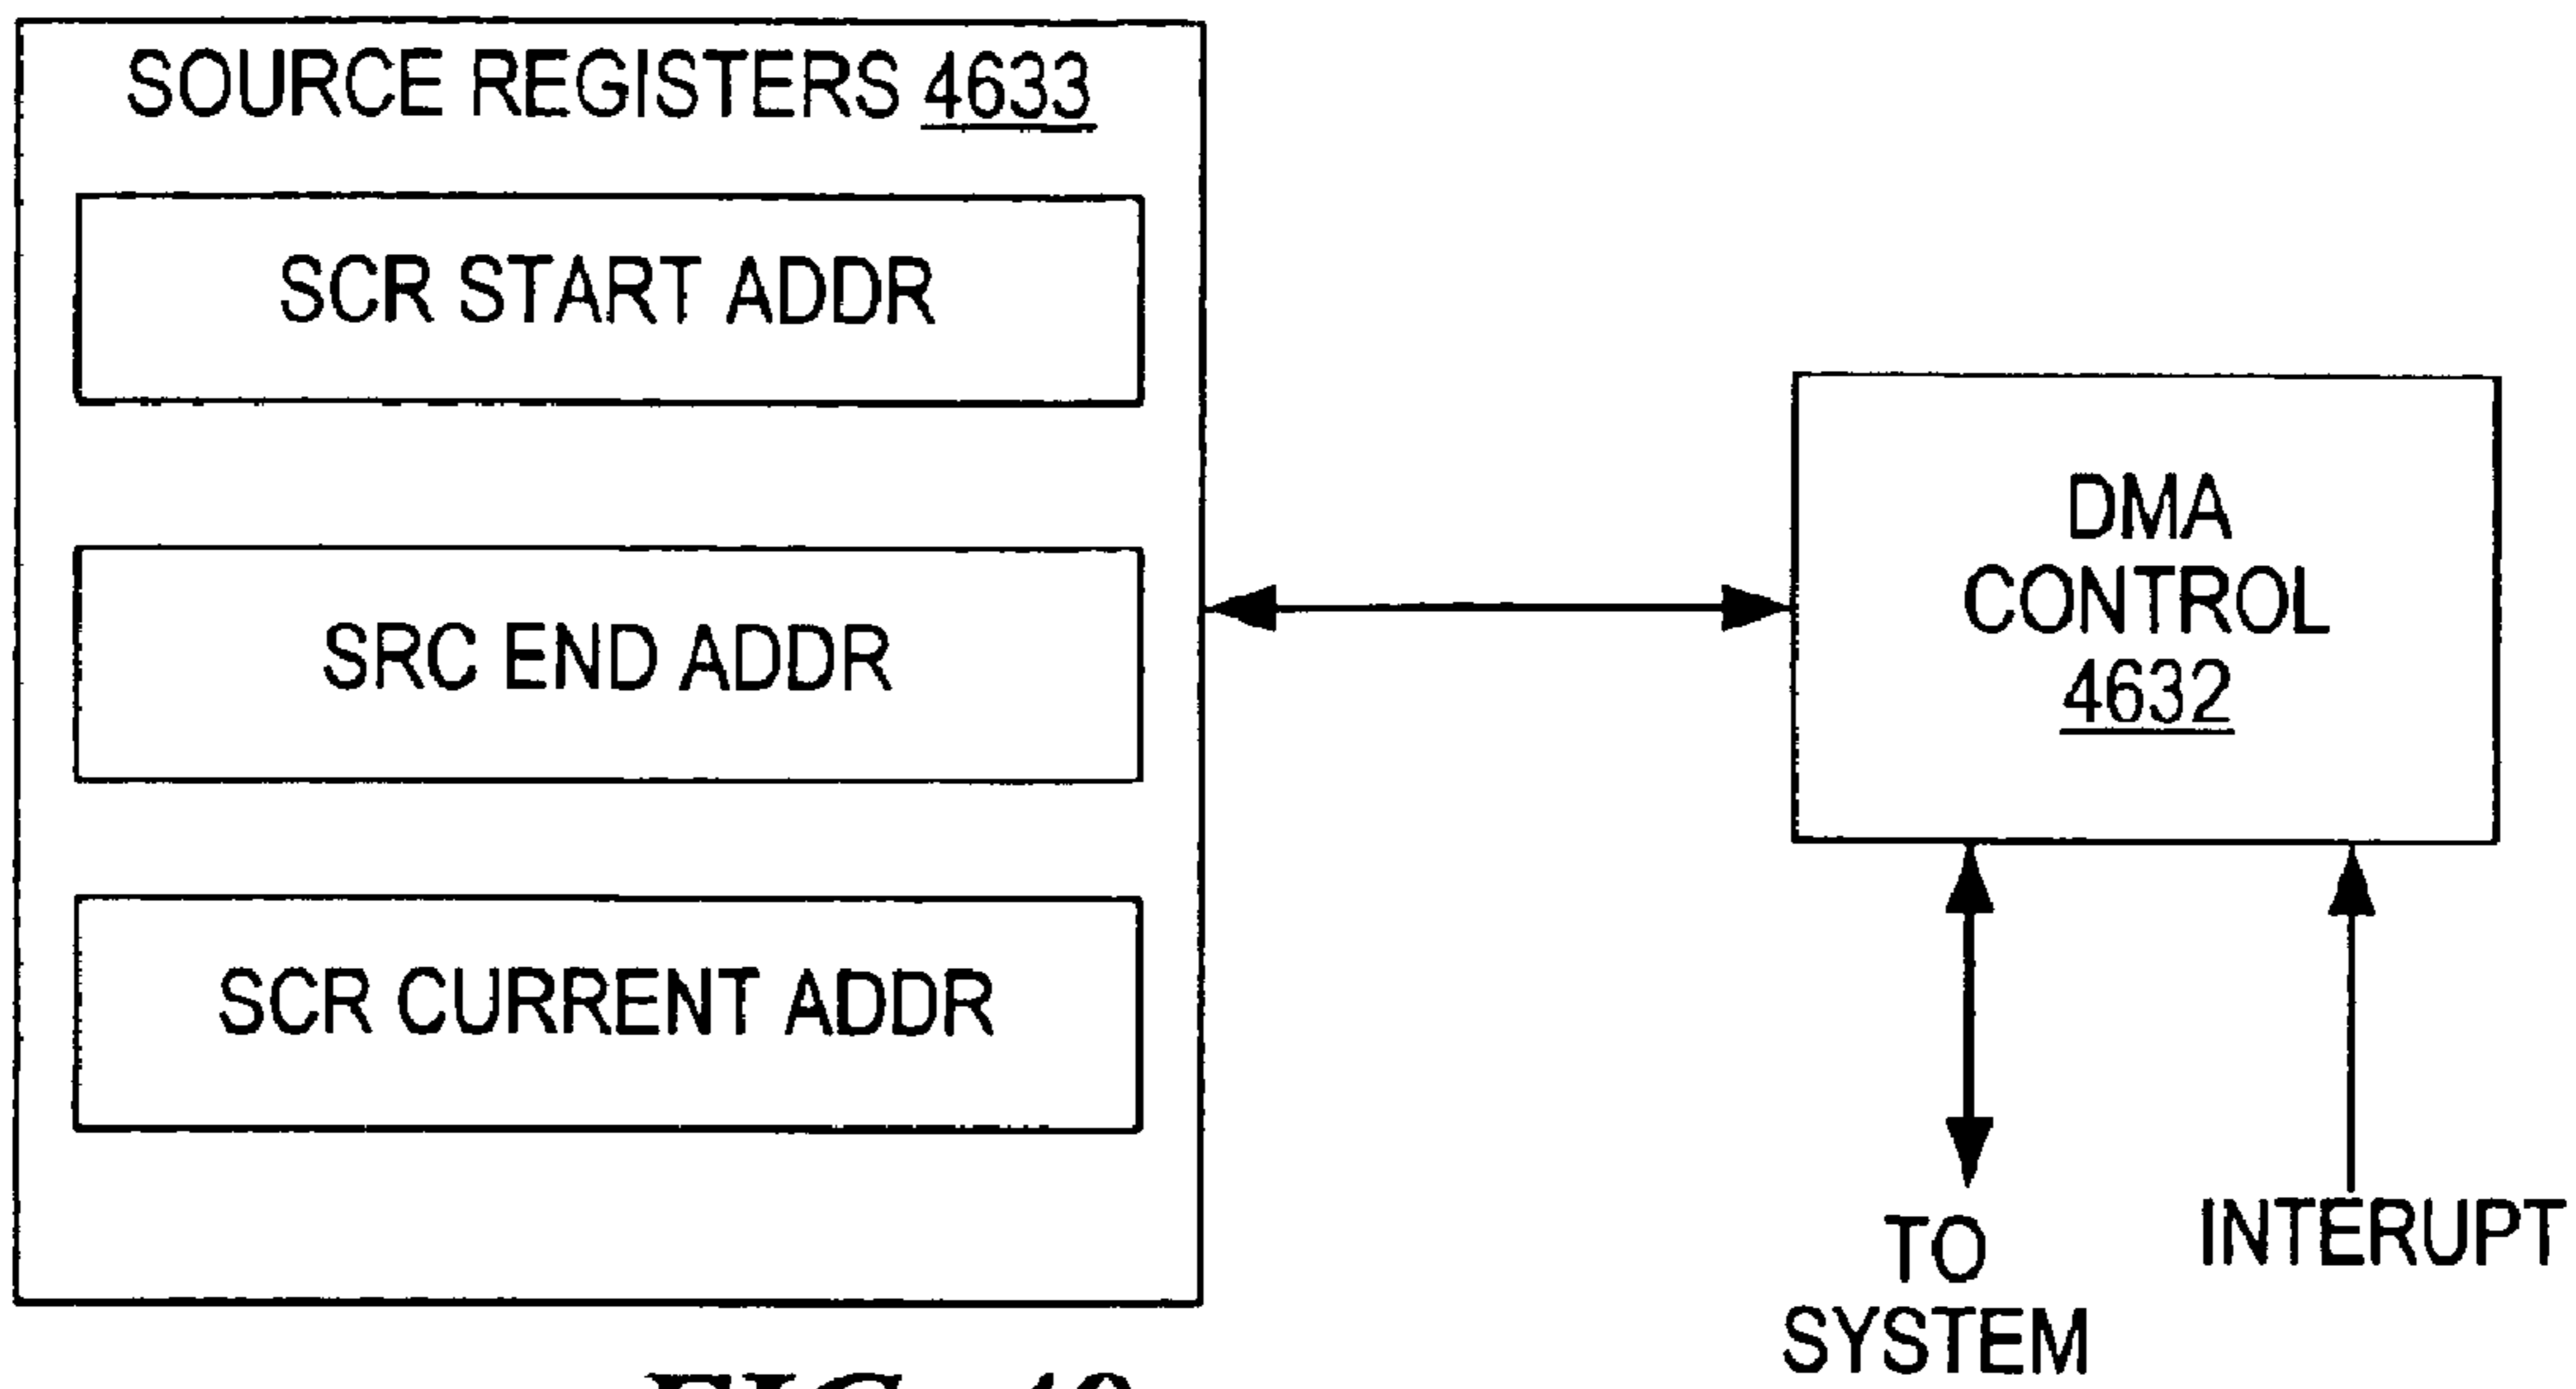 SOURCE REGISTERS 4633
SCR START ADDR
SRC END ADDR
SCR CURRENT ADDR
DMA
CONTROL
4632
TO
SYSTEM
INTERUPT